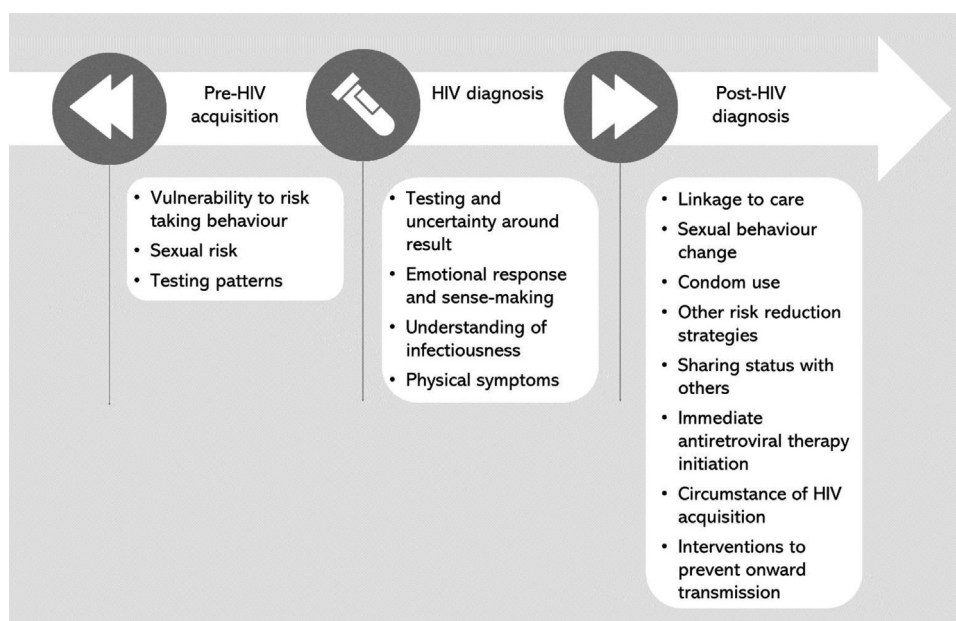 Pre-HIV
acquisition
HIV diagnosis
Post-HIV
diagnosis
• Vulnerability to risk
taking behaviour
• Sexual risk
• Testing patterns
• Testing and
uncertainty around
result
• Emotional response
and sense-making
• Understanding of
infectiousness
• Physical symptoms
• Linkage to care
• Sexual behaviour
change
• Condom use
• Other risk reduction
strategies
• Sharing status with
others
• Immediate
antiretroviral therapy
initiation
• Circumstance of HIV
acquisition
• Interventions to
prevent onward
transmission